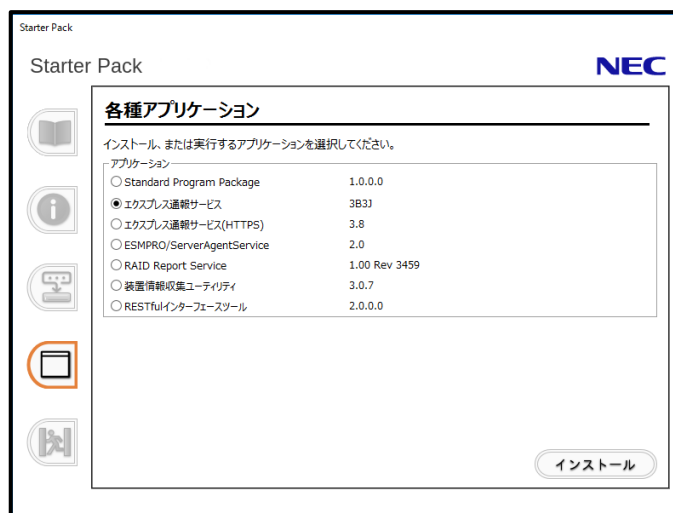 Starter Pack
Starter Pack
NEC
各種アプリケーション
インストール、または実行するアプリケーションを選択してください。
アプリケーション
Standard Program Package 1.0.0.0
エクスプレス通報サービス 3B3J
エクスプレス通報サービス(HTTPS) 3.8
ESMPRO/ServerAgentService 2.0
RAID Report Service 1.00 Rev 3459
装置情報収集ユーティリティ 3.0.7
RESTfulインターフェースツール 2.0.0.0
インストール